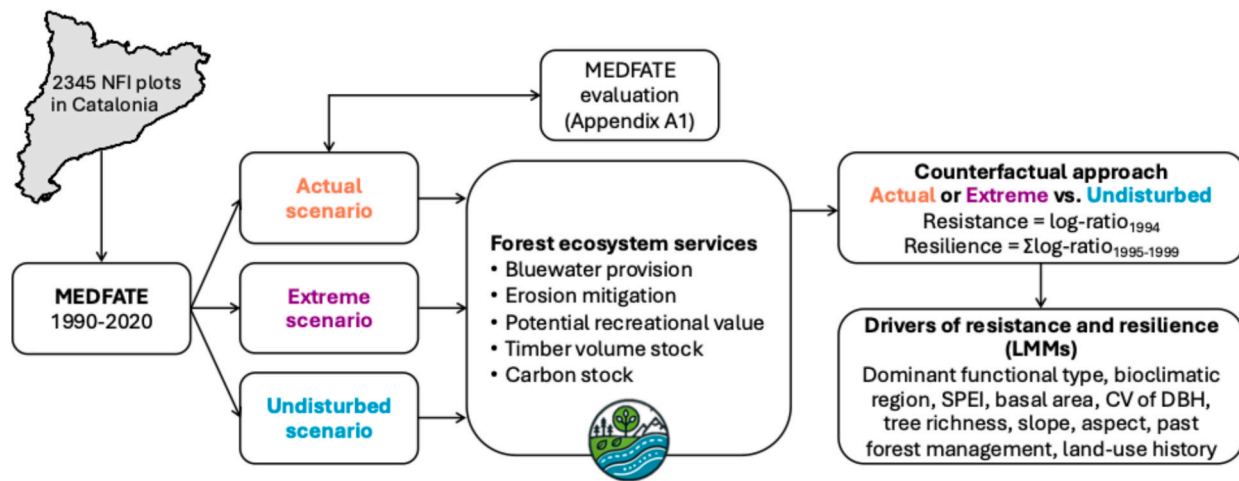 2345 NFI plots
in Catalonia
MEDFATE
evaluation
(Appendix A1)
Actual
scenario
MEDFATE
1990-2020
Extreme
scenario
Undisturbed
scenario
Forest ecosystem services
• Bluewater provision
• Erosion mitigation
• Potential recreational value
• Timber volume stock
• Carbon stock
Counterfactual approach
Actual or Extreme vs. Undisturbed
Resistance = log-ratio₁₉₉₄
Resilience = Σlog-ratio₁₉₉₅₋₁₉₉₉
Drivers of resistance and resilience
(LMMs)
Dominant functional type, bioclimatic
region, SPEI, basal area, CV of DBH,
tree richness, slope, aspect, past
forest management, land-use history